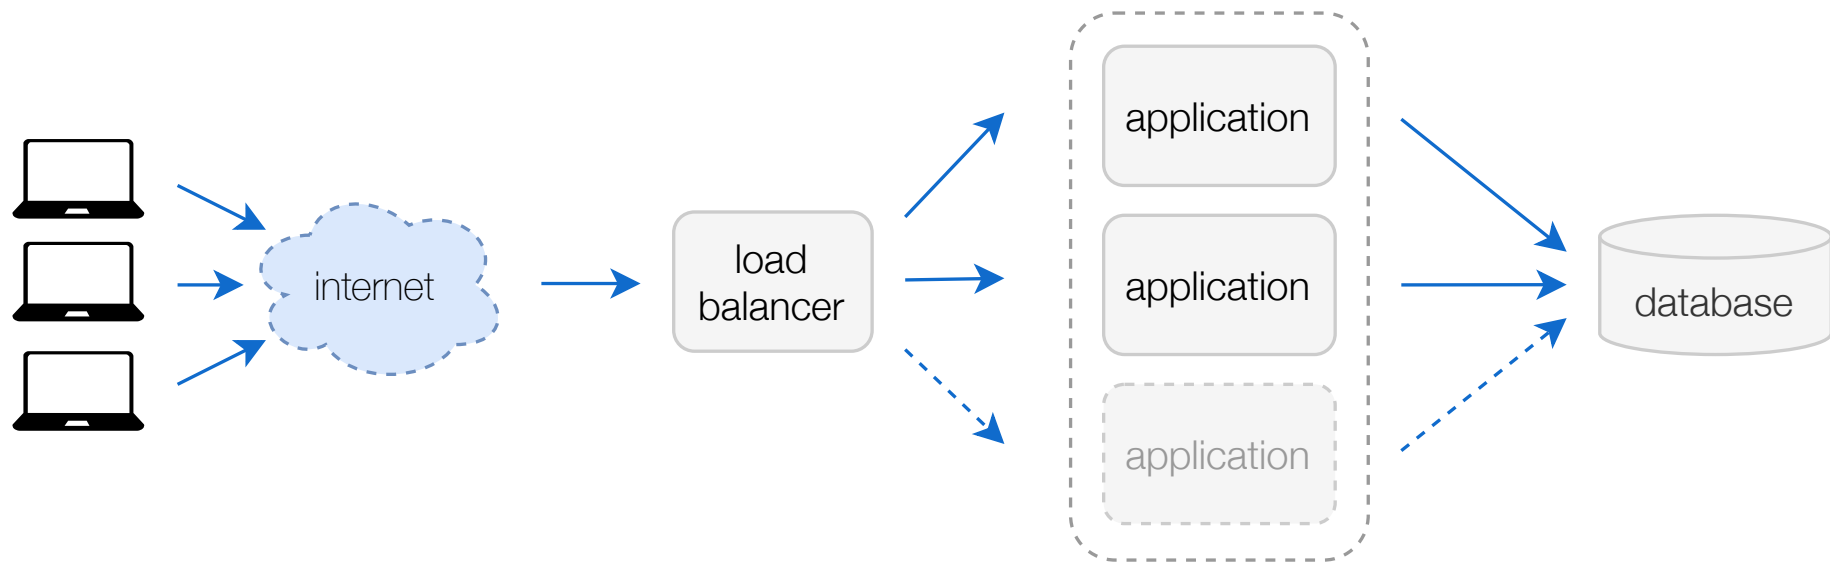 internet
load
balancer
application
application
application
database